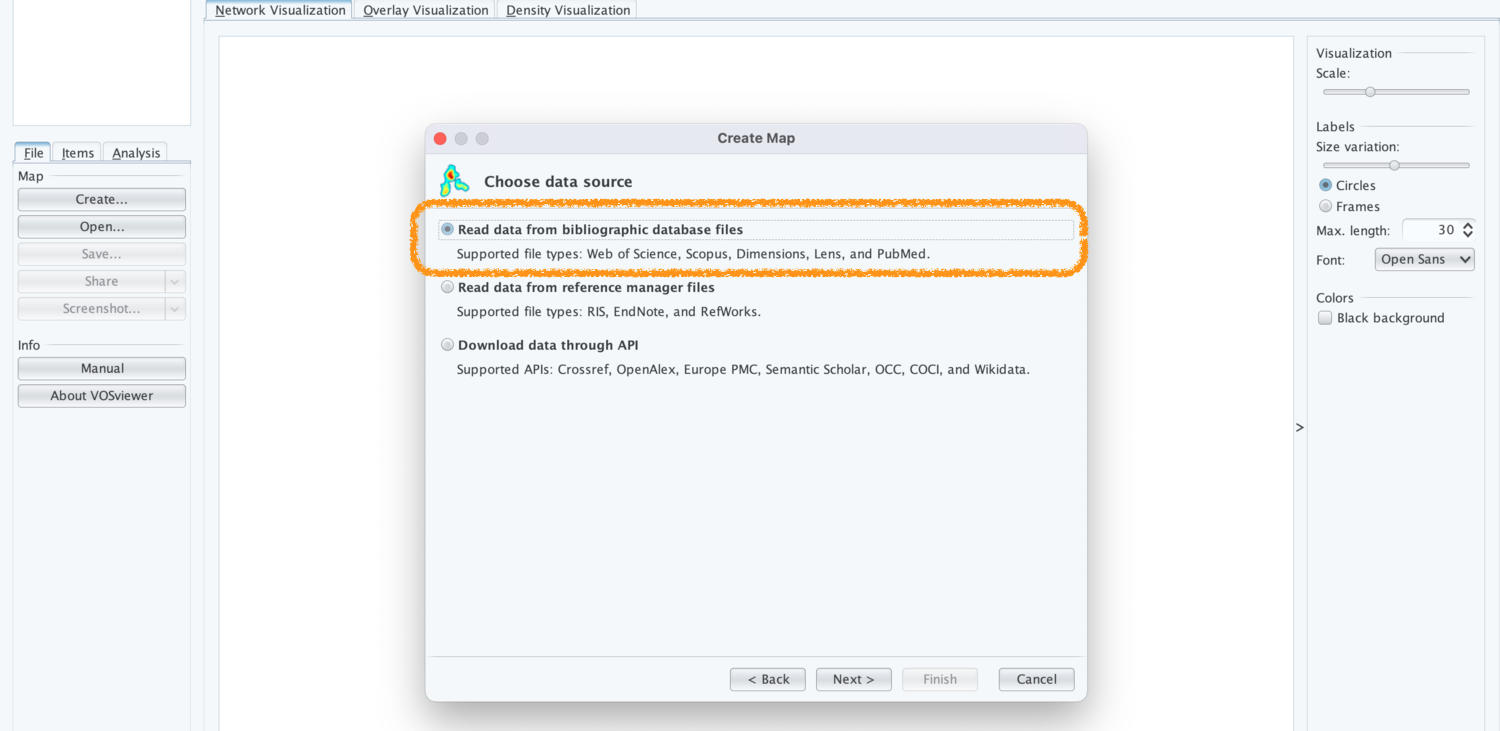 Network Visualization
Overlay Visualization
Density Visualization
File
Items
Analysis
Map
Create...
Open...
Save...
Share
Screenshot...
Info
Manual
About VOSviewer
Create Map
Choose data source
Read data from bibliographic database files
Supported file types: Web of Science, Scopus, Dimensions, Lens, and PubMed.
Read data from reference manager files
Supported file types: RIS, EndNote, and RefWorks.
Download data through API
Supported APIs: Crossref, OpenAlex, Europe PMC, Semantic Scholar, OCC, COCI, and Wikidata.
< Back
Next >
Finish
Cancel
>
Visualization
Scale:
Labels
Size variation:
Circles
Frames
Max. length: 30
Font: Open Sans
Colors
Black background